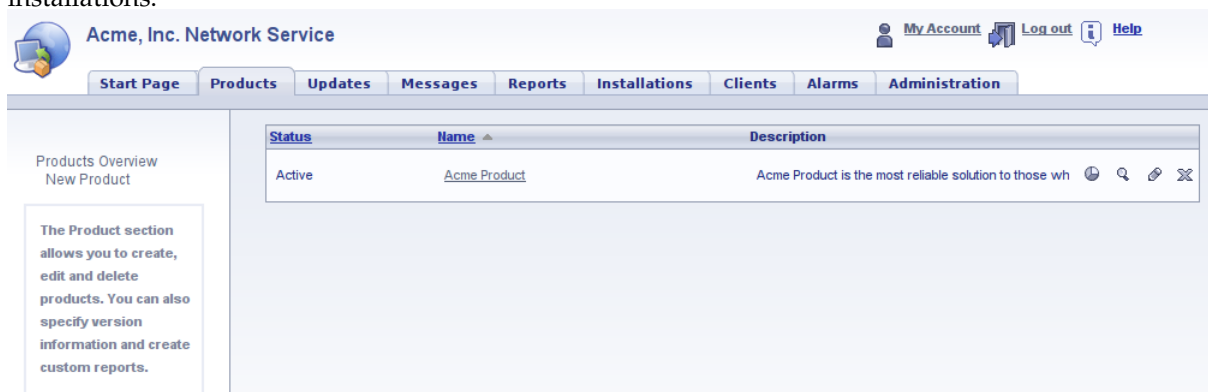 installations.
Acme, Inc. Network Service
My Account Log out Help
Start Page Products Updates Messages Reports Installations Clients Alarms Administration
Products Overview
New Product
The Product section
allows you to create,
edit and delete
products. You can also
specify version
information and create
custom reports.
Status Name Description
Active Acme Product Acme Product is the most reliable solution to those wh